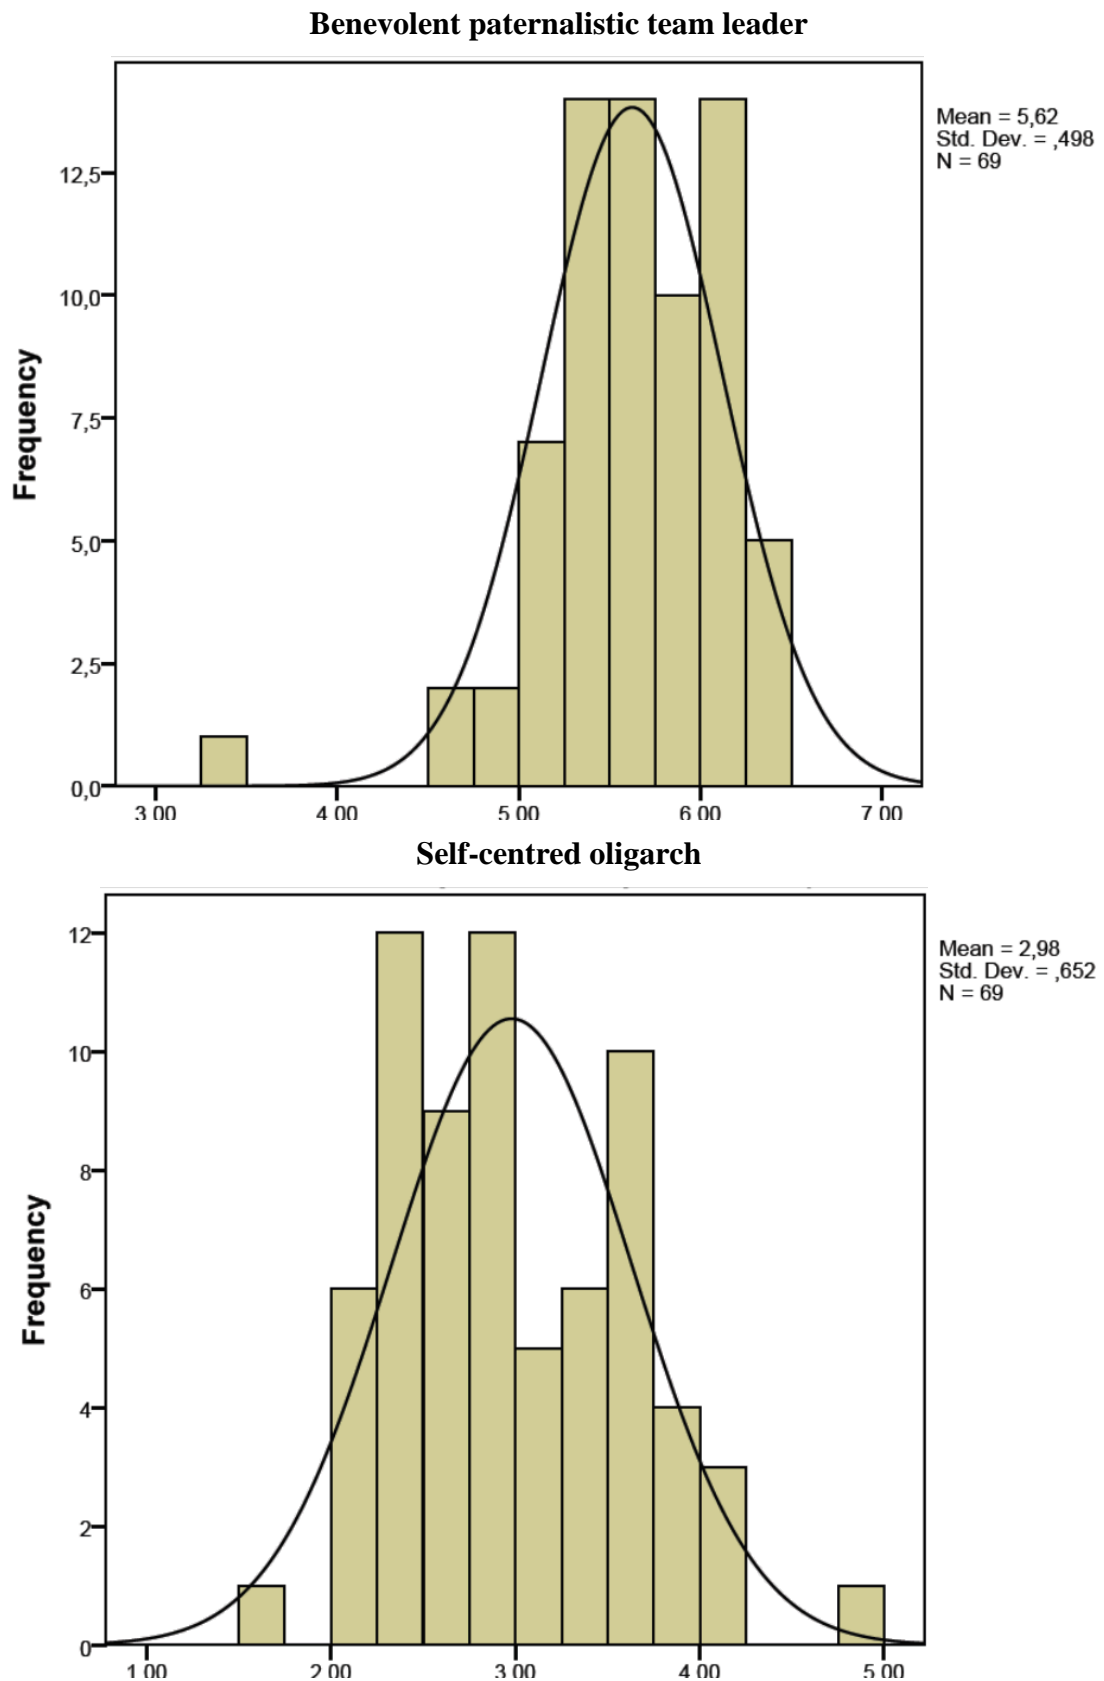 Benevolent paternalistic team leader
Mean = 5,62
Std. Dev. = ,498
N = 69
12,5
10,0
7,5
5,0
2,5
0,0
Frequency
3 00 4 00 5 00 6 00 7 00
Self-centred oligarch
Mean = 2,98
Std. Dev. = ,652
N = 69
12
10
8
6
4
2
0
Frequency
1 00 2 00 3 00 4 00 5 00